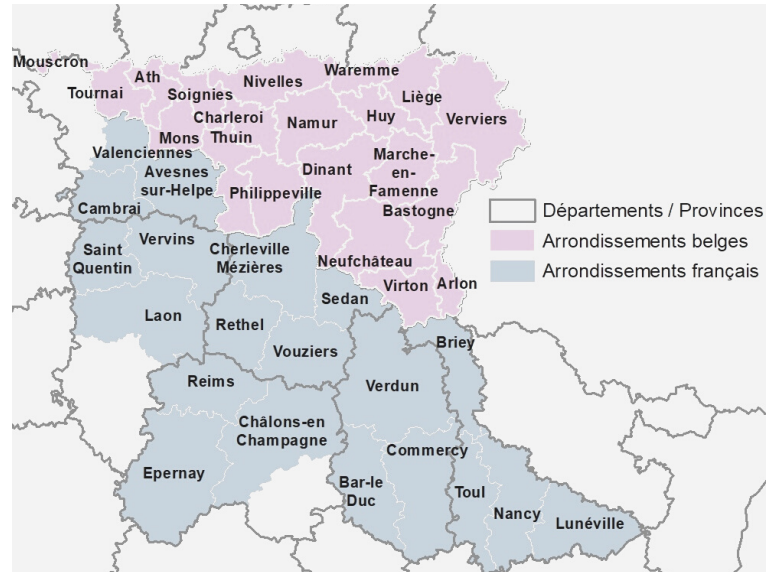 Mouscron
Ath
Tournai
Soignies
Nivelles
Waremme
Liège
Charleroi
Thuin
Mons
Namur
Huy
Verviers
Valenciennes
Avesnes
sur-Helpe
Philippeville
Dinant
Marche-
en-
Famenne
Bastogne
Cambrai
Départements / Provinces
Arrondissements belges
Arrondissements français
Saint
Quentin
Vervins
Cherleville
Mézières
Neufchâteau
Virton
Arlon
Sedan
Laon
Rethel
Vouziers
Briey
Reims
Verdun
Châlons-en
Champagne
Commercy
Epernay
Bar-le
Duc
Toul
Nancy
Lunéville